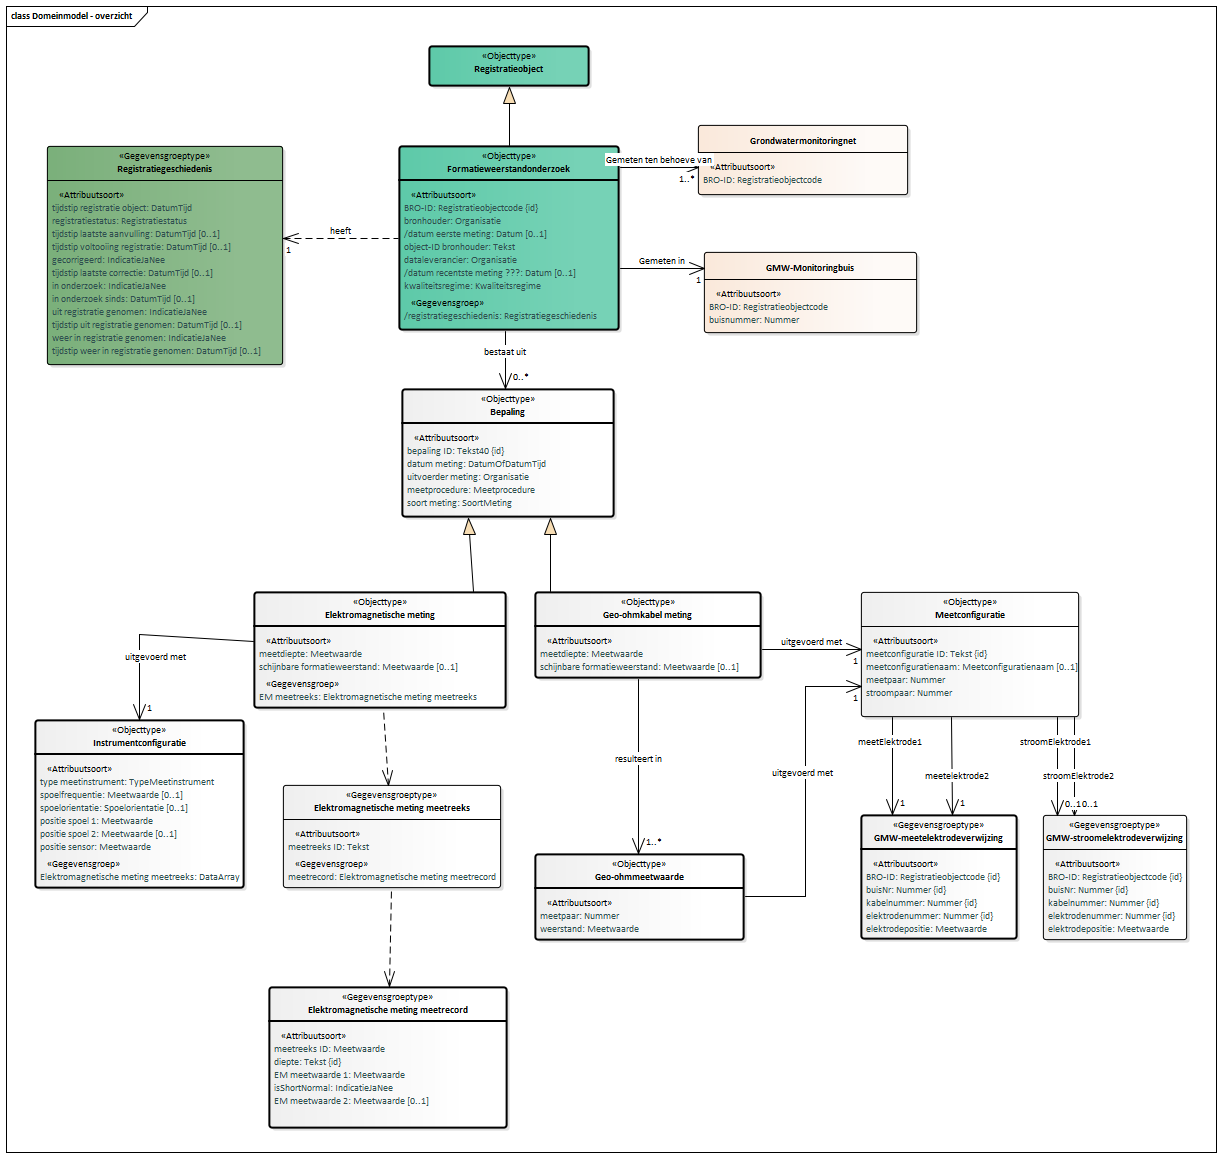 class Domeinmodel - overzicht
«Objecttype»
Registratieobject
«Gegevensgroeptype»
Registratiegeschiedenis
«Attribuutsoort»
tijdstip registratie object: DatumTijd
registratiestatus: Registratiestatus
tijdstip laatste aanvulling: DatumTijd [0..1]
tijdstip voltooiing registratie: DatumTijd [0..1]
gecorrigeerd: IndicatieJaNee
tijdstip laatste correctie: DatumTijd [0..1]
in onderzoek: IndicatieJaNee
in onderzoek sinds: DatumTijd [0..1]
uit registratie genomen: IndicatieJaNee
tijdstip uit registratie genomen: DatumTijd [0..1]
weer in registratie genomen: IndicatieJaNee
tijdstip weer in registratie genomen: DatumTijd [0..1]
heeft
1
«Objecttype»
Formatieweerstandonderzoek
«Attribuutsoort»
BRO-ID: Registratieobjectcode {id}
bronhouder: Organisatie
/datum eerste meting: Datum [0..1]
object-ID bronhouder: Tekst
dataleverancier: Organisatie
/datum recentste meting ???: Datum [0..1]
kwaliteitsregime: Kwaliteitsregime
«Gegevensgroep»
/registratiegeschiedenis: Registratiegeschiedenis
Gemeten ten behoeve van
1..*
Grondwatermonitoringnet
«Attribuutsoort»
BRO-ID: Registratieobjectcode
Gemeten in
1
GMW-Monitoringbuis
«Attribuutsoort»
BRO-ID: Registratieobjectcode
buisnummer: Nummer
bestaat uit
0..*
«Objecttype»
Bepaling
«Attribuutsoort»
bepaling ID: Tekst40 {id}
datum meting: DatumOfDatumTijd
uitvoerder meting: Organisatie
meetprocedure: Meetprocedure
soort meting: SoortMeting
«Objecttype»
Elektromagnetische meting
«Attribuutsoort»
meetdiepte: Meetwaarde
schijnbare formatieweerstand: Meetwaarde [0..1]
«Gegevensgroep»
EM meetreeks: Elektromagnetische meting meetreeks
«Objecttype»
Geo-ohmkabel meting
«Attribuutsoort»
meetdiepte: Meetwaarde
schijnbare formatieweerstand: Meetwaarde [0..1]
uitgevoerd met
1
«Objecttype»
Meetconfiguratie
«Attribuutsoort»
meetconfiguratie ID: Tekst {id}
meetconfiguratienaam: Meetconfiguratienaam [0..1]
meetpaar: Nummer
stroompaar: Nummer
uitgevoerd met
1
«Objecttype»
Instrumentconfiguratie
«Attribuutsoort»
type meetinstrument: TypeMeetinstrument
spoelfrequentie: Meetwaarde [0..1]
spoelorientatie: Spoelorientatie [0..1]
positie spoel 1: Meetwaarde
positie spoel 2: Meetwaarde [0..1]
positie sensor: Meetwaarde
«Gegevensgroep»
Elektromagnetische meting meetreeks: DataArray
«Gegevensgroeptype»
Elektromagnetische meting meetreeks
«Attribuutsoort»
meetreeks ID: Tekst
«Gegevensgroep»
meetrecord: Elektromagnetische meting meetrecord
resulteert in
1..*
uitgevoerd met
1
«Objecttype»
Geo-ohmmeetwaarde
«Attribuutsoort»
meetpaar: Nummer
weerstand: Meetwaarde
meetElektrode1
1
meetelektrode2
1
stroomElektrode1
0..1
stroomElektrode2
0..1
«Gegevensgroeptype»
GMW-meetelektrodeverwijzing
«Attribuutsoort»
BRO-ID: Registratieobjectcode {id}
buisNr: Nummer {id}
kabelnummer: Nummer {id}
elektrodenummer: Nummer {id}
elektrodepositie: Meetwaarde
«Gegevensgroeptype»
GMW-stroomelektrodeverwijzing
«Attribuutsoort»
BRO-ID: Registratieobjectcode {id}
buisNr: Nummer {id}
kabelnummer: Nummer {id}
elektrodenummer: Nummer {id}
elektrodepositie: Meetwaarde
«Gegevensgroeptype»
Elektromagnetische meting meetrecord
«Attribuutsoort»
meetreeks ID: Meetwaarde
diepte: Tekst {id}
EM meetwaarde 1: Meetwaarde
isShortNormal: IndicatieJaNee
EM meetwaarde 2: Meetwaarde [0..1]